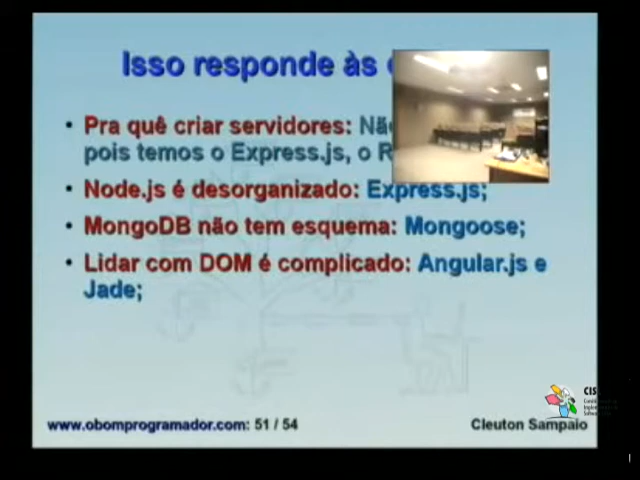 Isso responde às
Pra quê criar servidores:
pois temos o Express.js, o
Node.js é desorganizado: Express.js;
MongoDB não tem esquema: Mongoose;
Lidar com DOM é complicado: Angular.js e
Jade;
CIS
www.obomprogramador.com: 51 / 54
Cleuton Sampaio